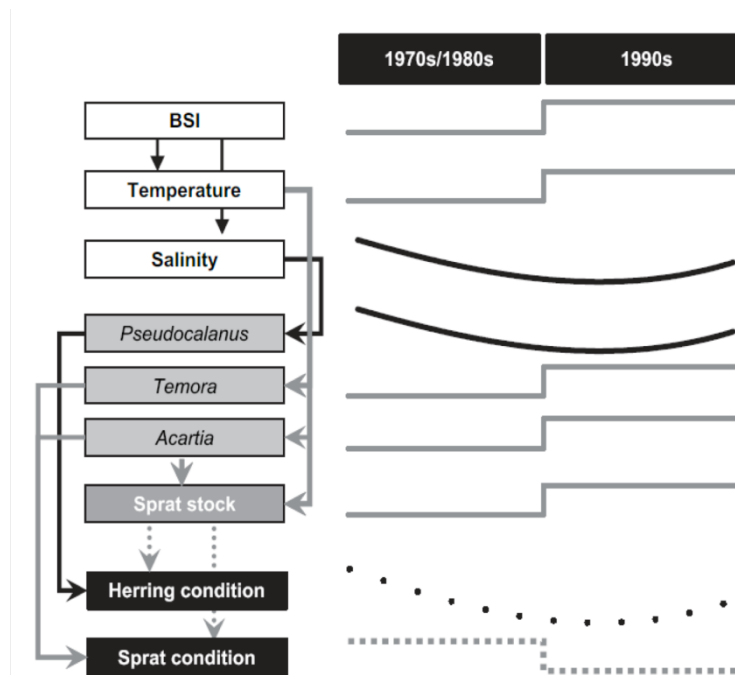 1970s/1980s 1990s
BSI
Temperature
Salinity
Pseudocalanus
Temora
Acartia
Sprat stock
Herring condition
Sprat condition